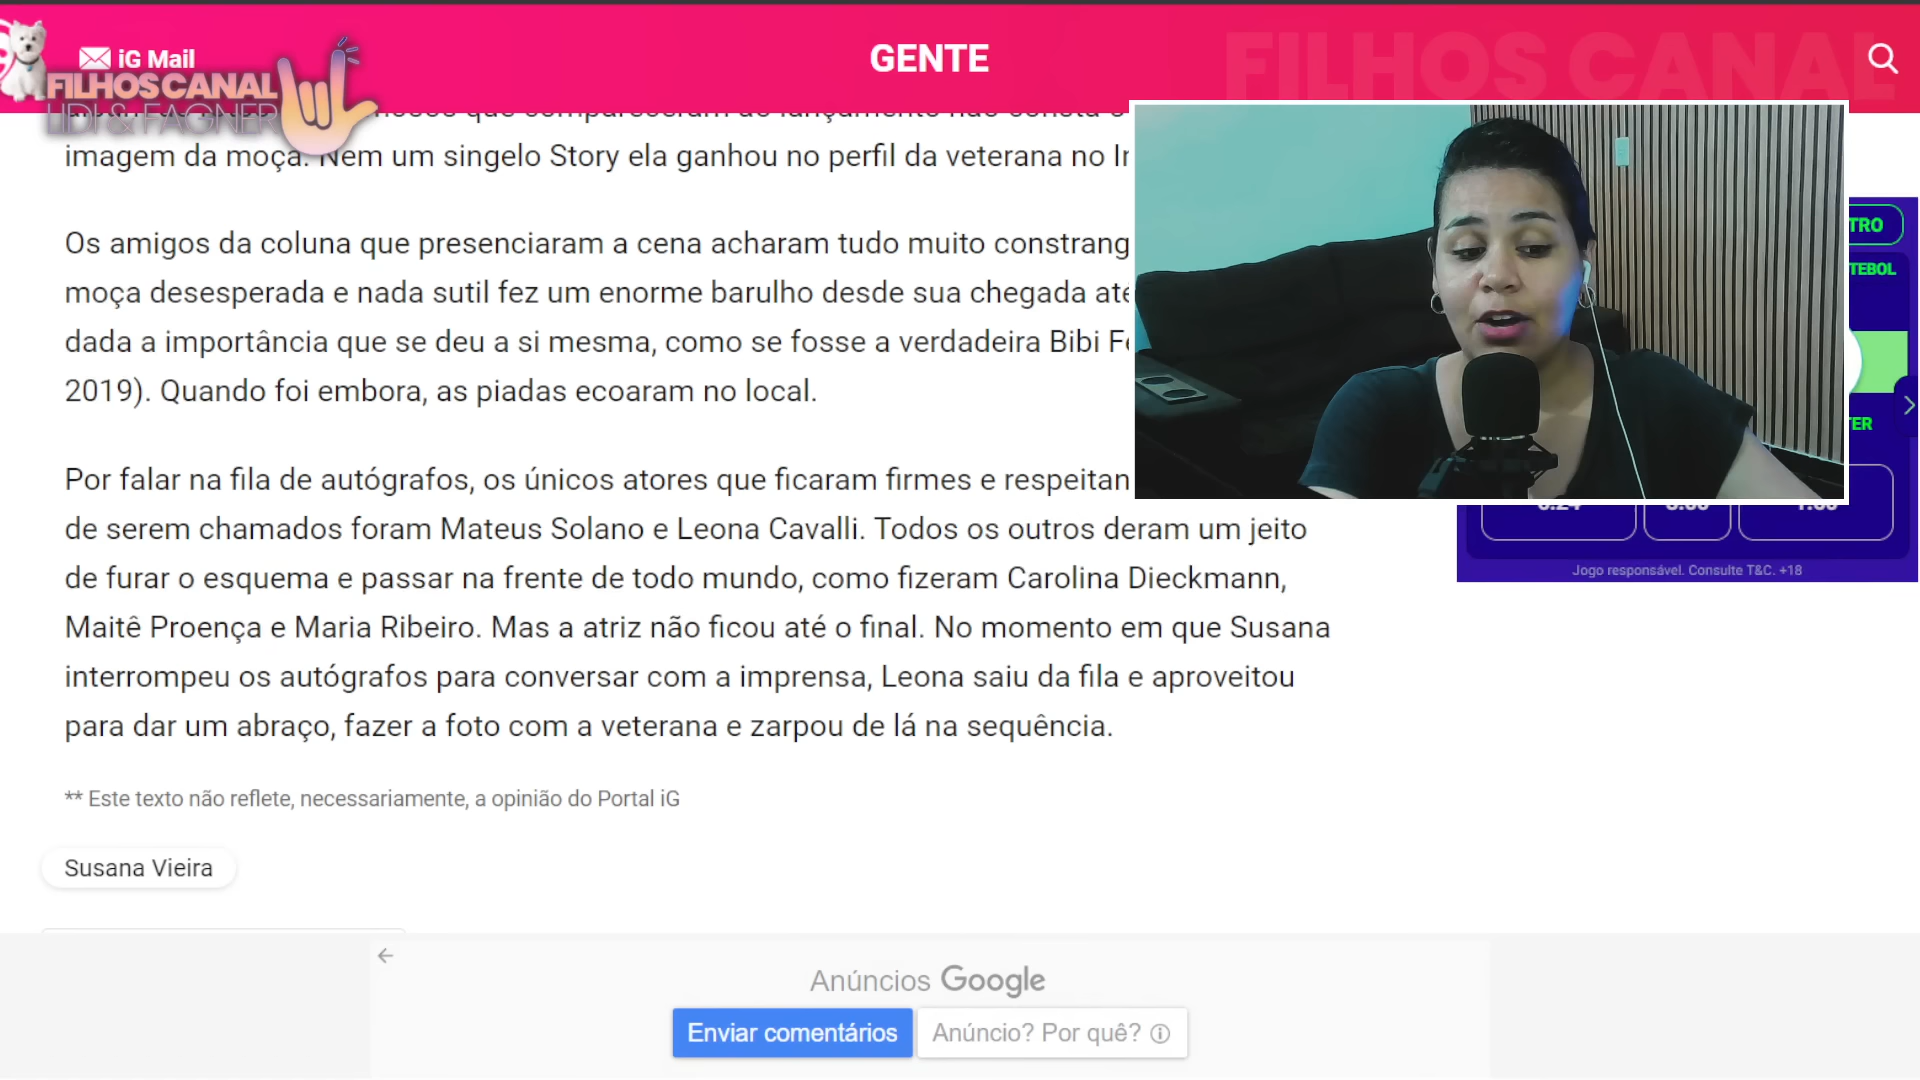 iG Mail
GENTE
FILHOS CANAL
FILHOS CANAL
LIDI & FAGNER
imagem da moça. Nem um singelo Story ela ganhou no perfil da veterana no
Os amigos da coluna que presenciaram a cena acharam tudo muito constrang
moça desesperada e nada sutil fez um enorme barulho desde sua chegada até
dada a importância que se deu a si mesma, como se fosse a verdadeira Bibi
2019). Quando foi embora, as piadas ecoaram no local.
Por falar na fila de autógrafos, os únicos atores que ficaram firmes e respeitan
de serem chamados foram Mateus Solano e Leona Cavalli. Todos os outros deram um jeito
de furar o esquema e passar na frente de todo mundo, como fizeram Carolina Dieckmann,
Maitê Proença e Maria Ribeiro. Mas a atriz não ficou até o final. No momento em que Susana
interrompeu os autógrafos para conversar com a imprensa, Leona saiu da fila e aproveitou
para dar um abraço, fazer a foto com a veterana e zarpou de lá na sequência.
** Este texto não reflete, necessariamente, a opinião do Portal iG
Susana Vieira
TRO
TEBOL
TER
Jogo responsável. Consulte T&C. +18
Anúncios Google
Enviar comentários
Anúncio? Por quê?